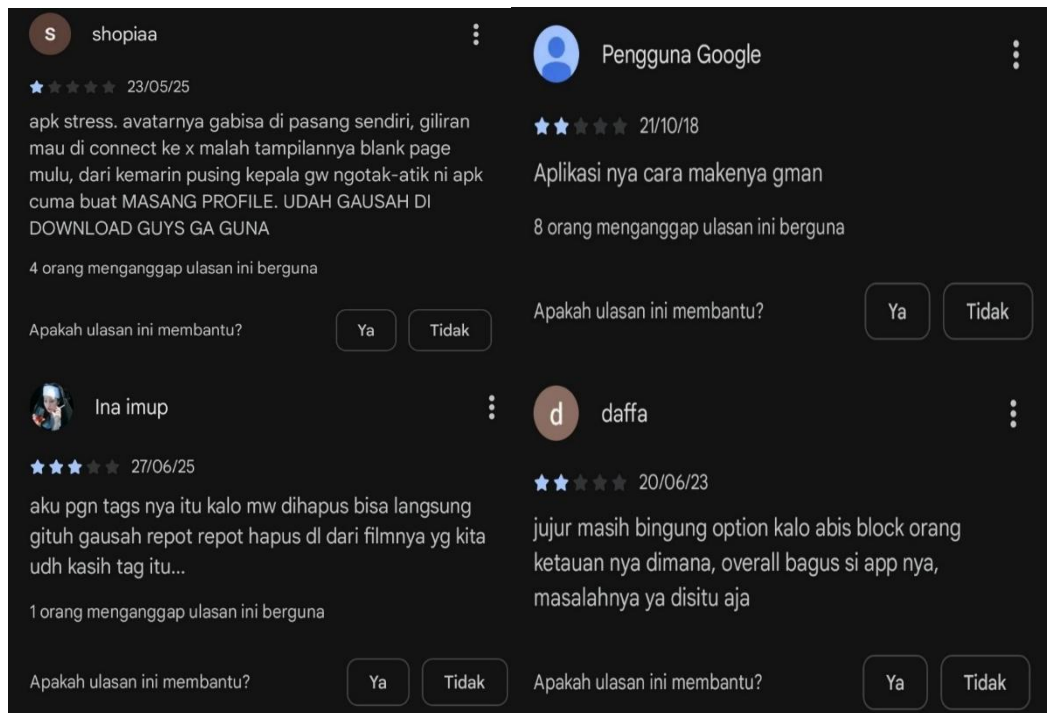 S
shopiaa
23/05/25
apk stress. avatarnya gabisa di pasang sendiri, giliran
mau di connect ke x malah tampilannya blank page
mulu, dari kemarin pusing kepala gw ngotak-atik ni apk
cuma buat MASANG PROFILE. UDAH GAUSAH DI
DOWNLOAD GUYS GA GUNA
4 orang menganggap ulasan ini berguna
Apakah ulasan ini membantu?
Ya
Tidak
Ina imup
27/06/25
aku pgn tags nya itu kalo mw dihapus bisa langsung
gituh gausah repot repot hapus dl dari filmnya yg kita
udh kasih tag itu...
1 orang menganggap ulasan ini berguna
Apakah ulasan ini membantu?
Ya
Tidak
Pengguna Google
21/10/18
Aplikasi nya cara makenya gman
8 orang menganggap ulasan ini berguna
Apakah ulasan ini membantu?
Ya
Tidak
d
daffa
20/06/23
jujur masih bingung option kalo abis block orang
ketauan nya dimana, overall bagus si app nya,
masalahnya ya disitu aja
Apakah ulasan ini membantu?
Ya
Tidak